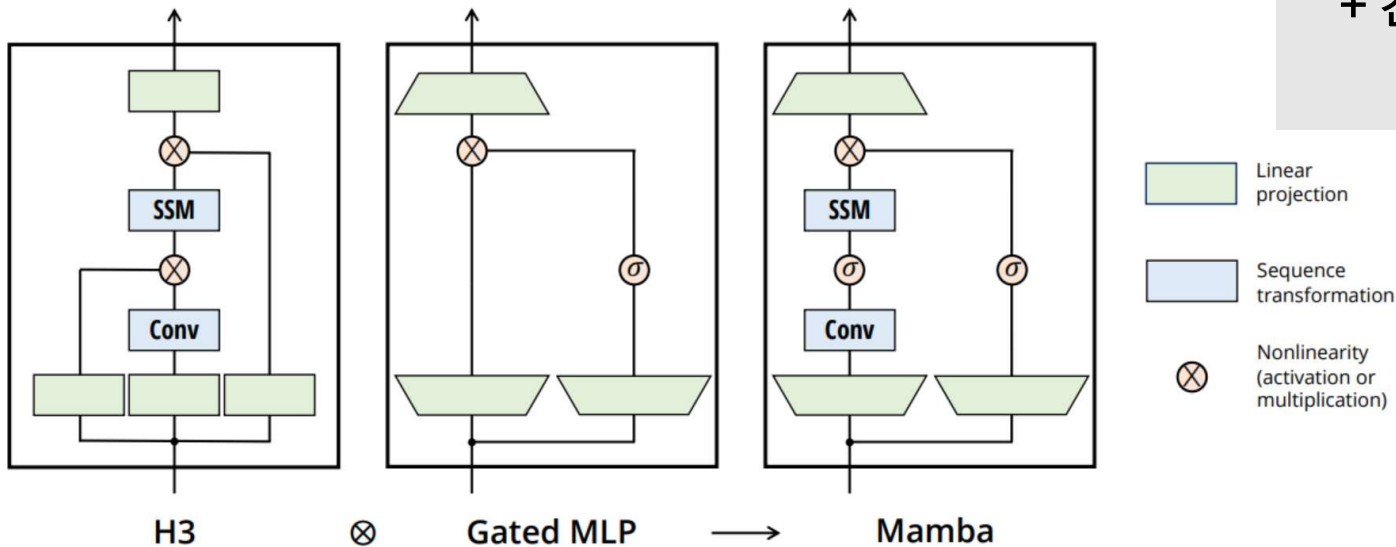 +
SSM
Conv
H3
⊗
Gated MLP
σ
→
SSM
σ
σ
Conv
Mamba
Linear
projection
Sequence
transformation
Nonlinearity
(activation or
multiplication)